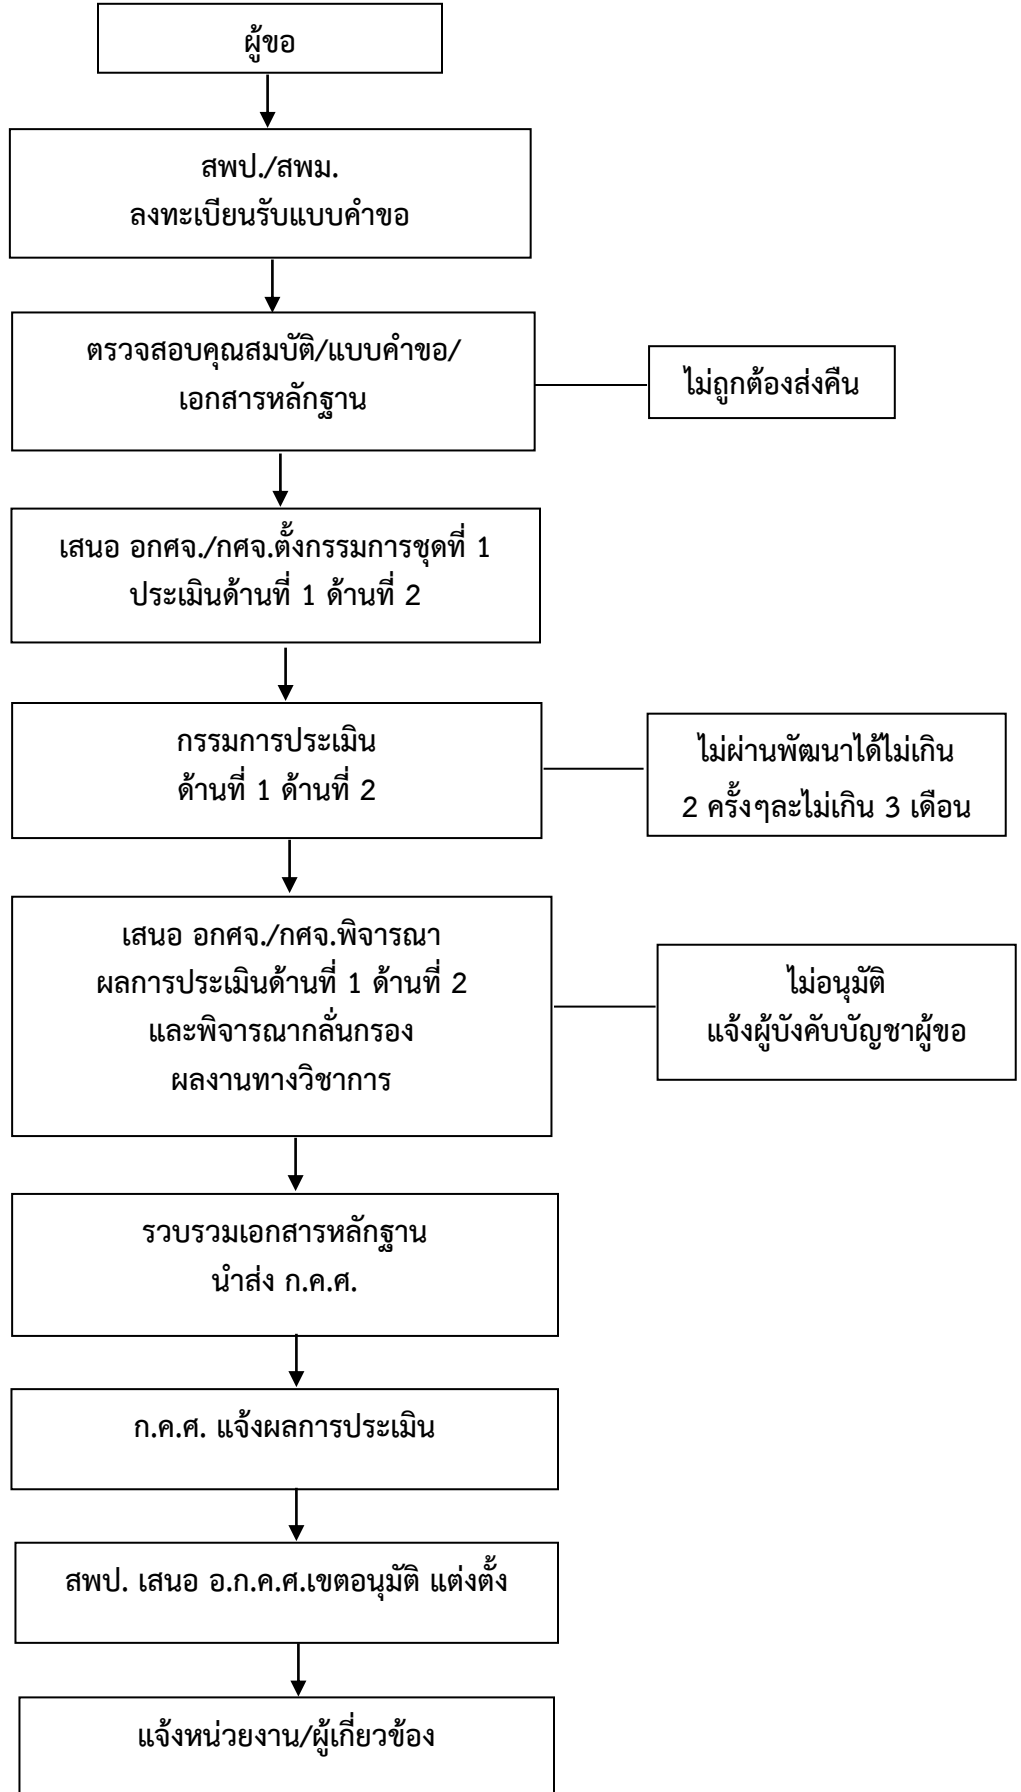 ผู้ขอ
สพป./สพม.
ลงทะเบียนรับแบบคำขอ
ตรวจสอบคุณสมบัติ/แบบคำขอ/
เอกสารหลักฐาน
ไม่ถูกต้องส่งคืน
เสนอ อกศจ./กศจ.ตั้งกรรมการชุดที่ 1
ประเมินด้านที่ 1 ด้านที่ 2
กรรมการประเมิน
ด้านที่ 1 ด้านที่ 2
ไม่ผ่านพัฒนาได้ไม่เกิน
2 ครั้งๆละไม่เกิน 3 เดือน
เสนอ อกศจ./กศจ.พิจารณา
ผลการประเมินด้านที่ 1 ด้านที่ 2
และพิจารณากลั่นกรอง
ผลงานทางวิชาการ
ไม่อนุมัติ
แจ้งผู้บังคับบัญชาผู้ขอ
รวบรวมเอกสารหลักฐาน
นำส่ง ก.ค.ศ.
ก.ค.ศ. แจ้งผลการประเมิน
สพป. เสนอ อ.ก.ค.ศ.เขตอนุมัติ แต่งตั้ง
แจ้งหน่วยงาน/ผู้เกี่ยวข้อง